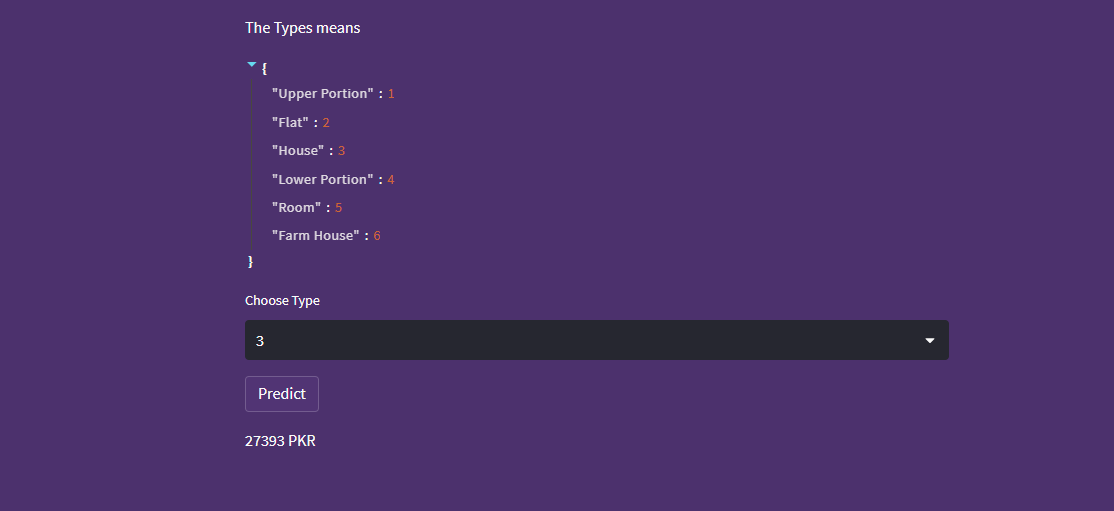 The Types means
{
"Upper Portion" : 1
"Flat" : 2
"House" : 3
"Lower Portion" : 4
"Room" : 5
"Farm House" : 6
}
Choose Type
3
Predict
27393 PKR